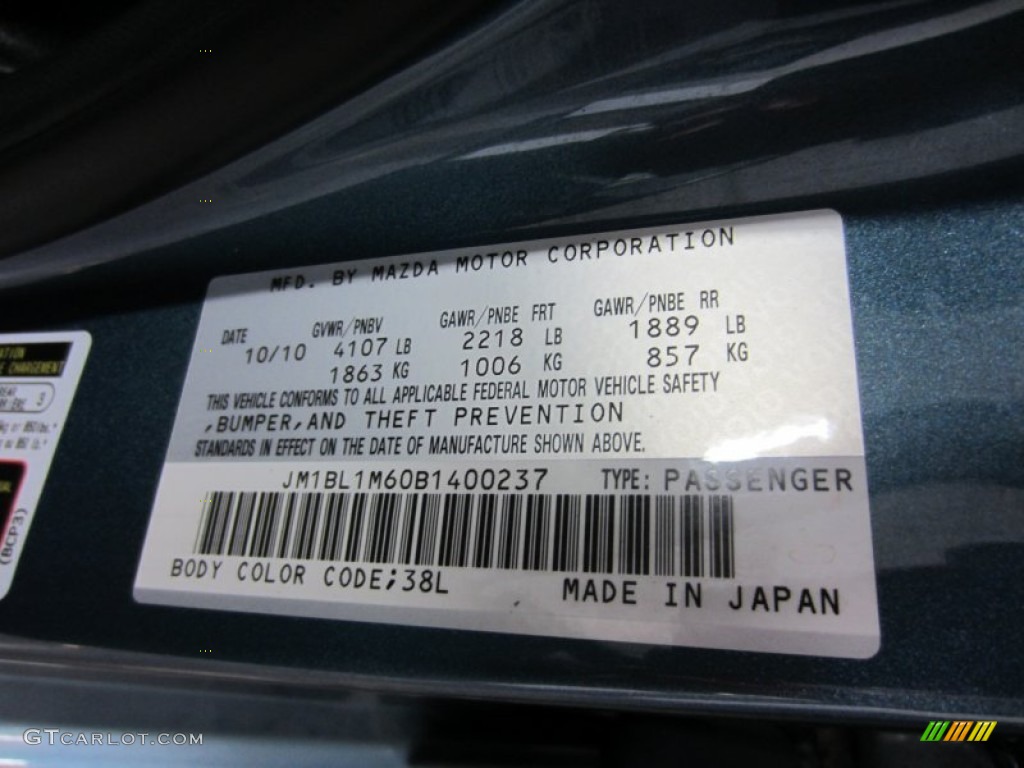 MFD. BY MAZDA MOTOR CORPORATION
DATE GVWR/PNBV GAWR/PNBE FRT GAWR/PNBE RR
10/10 4107 LB 2218 LB 1889 LB
1863 KG 1006 KG 857 KG
THIS VEHICLE CONFORMS TO ALL APPLICABLE FEDERAL MOTOR VEHICLE SAFETY
,BUMPER,AND THEFT PREVENTION
STANDARDS IN EFFECT ON THE DATE OF MANUFACTURE SHOWN ABOVE.
JM1BL1M60B1400237 TYPE: PASSENGER
BODY COLOR CODE;38L MADE IN JAPAN
CHARGEMENT
(BCP3)
GTCARLOT.COM